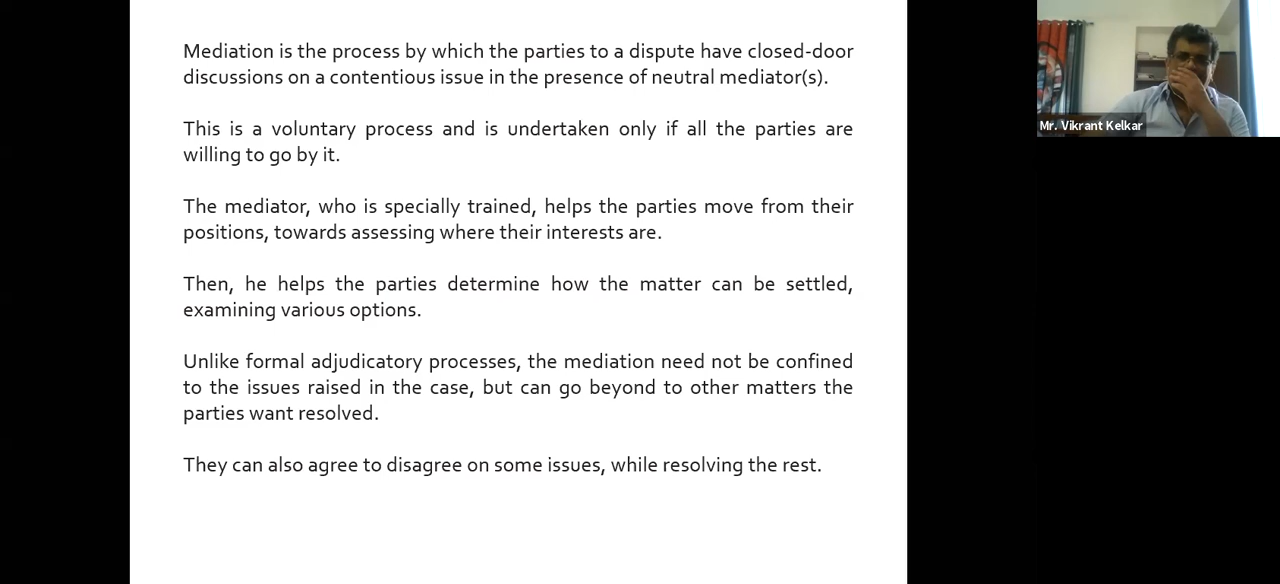 Mediation is the process by which the parties to a dispute have closed-door
discussions on a contentious issue in the presence of neutral mediator(s).
This is a voluntary process and is undertaken only if all the parties are
willing to go by it.
The mediator, who is specially trained, helps the parties move from their
positions, towards assessing where their interests are.
Then, he helps the parties determine how the matter can be settled,
examining various options.
Unlike formal adjudicatory processes, the mediation need not be confined
to the issues raised in the case, but can go beyond to other matters the
parties want resolved.
They can also agree to disagree on some issues, while resolving the rest.
Mr. Vikrant Kelkar